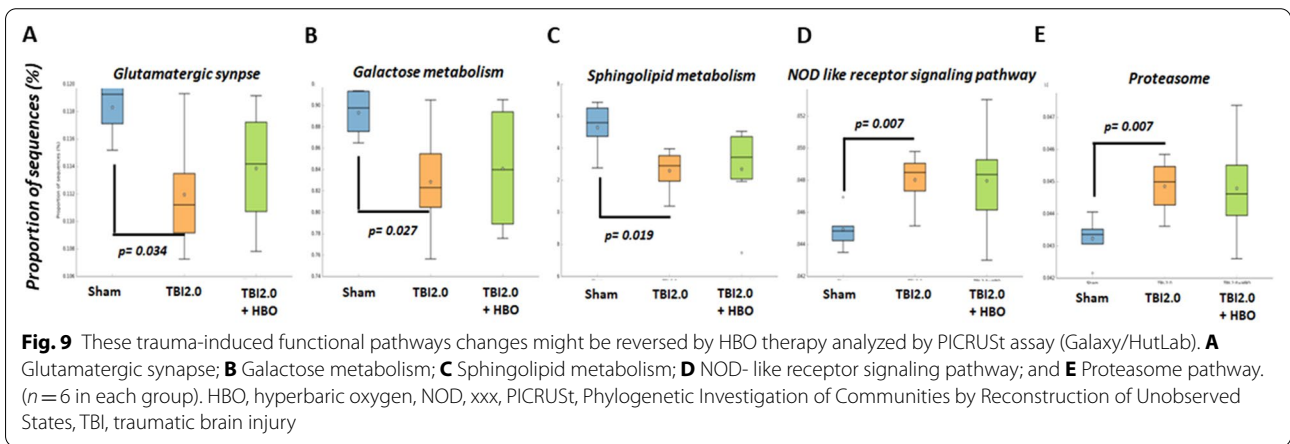 A B C D E
Glutamatergic synpse
Galactose metabolism
Sphingolipid metabolism
NOD like receptor signaling pathway
Proteasome
Proportion of sequences (%)
p= 0.034
p= 0.027
p= 0.019
p= 0.007
p= 0.007
Sham TBI2.0 TBI2.0 + HBO
Sham TBI2.0 TBI2.0 + HBO
Sham TBI2.0 TBI2.0 + HBO
Sham TBI2.0 TBI2.0 + HBO
Sham TBI2.0 TBI2.0 + HBO
Fig. 9 These trauma-induced functional pathways changes might be reversed by HBO therapy analyzed by PICRUSt assay (Galaxy/HutLab). A
Glutamatergic synapse; B Galactose metabolism; C Sphingolipid metabolism; D NOD- like receptor signaling pathway; and E Proteasome pathway.
(n = 6 in each group). HBO, hyperbaric oxygen, NOD, xxx, PICRUSt, Phylogenetic Investigation of Communities by Reconstruction of Unobserved
States, TBI, traumatic brain injury